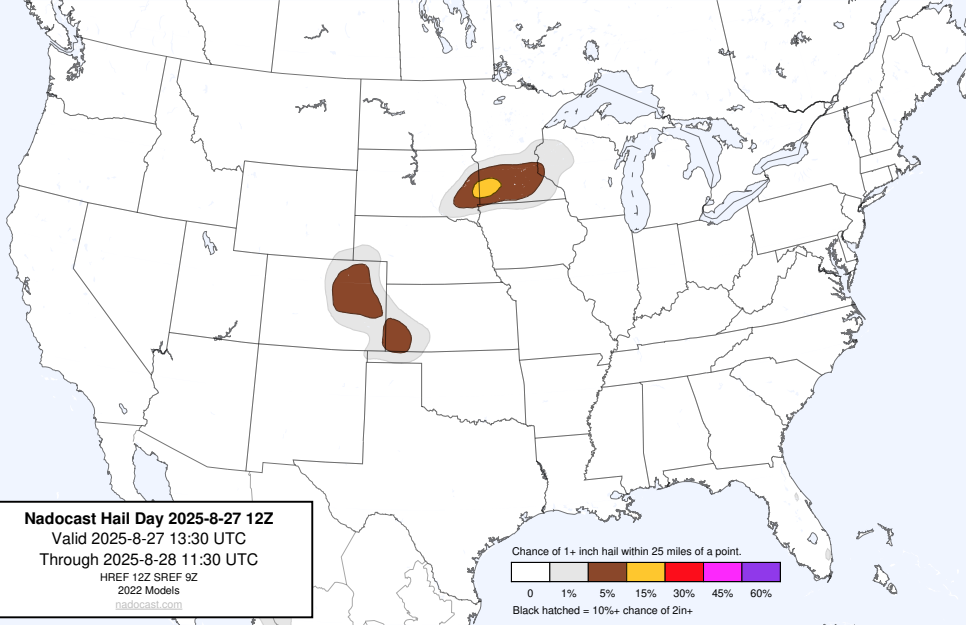 Nadocast Hail Day 2025-8-27 12Z
Valid 2025-8-27 13:30 UTC
Through 2025-8-28 11:30 UTC
HREF 12Z SREF 9Z
2022 Models
nadocast.com
Chance of 1+ inch hail within 25 miles of a point.
0 1% 5% 15% 30% 45% 60%
Black hatched = 10%+ chance of 2in+